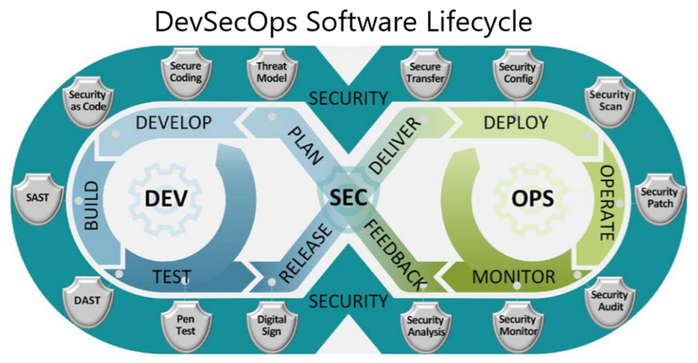 DevSecOps Software Lifecycle
Secure
Coding
Threat
Model
Secure
Transfer
Security
Config
Security
as Code
SECURITY
Security
Scan
DEVELOP
PLAN
DELIVER
DEPLOY
SAST
BUILD
DEV
SEC
OPS
OPERATE
Security
Patch
TEST
RELEASE
FEEDBACK
MONITOR
DAST
SECURITY
Security
Audit
Pen
Test
Digital
Sign
Security
Analysis
Security
Monitor